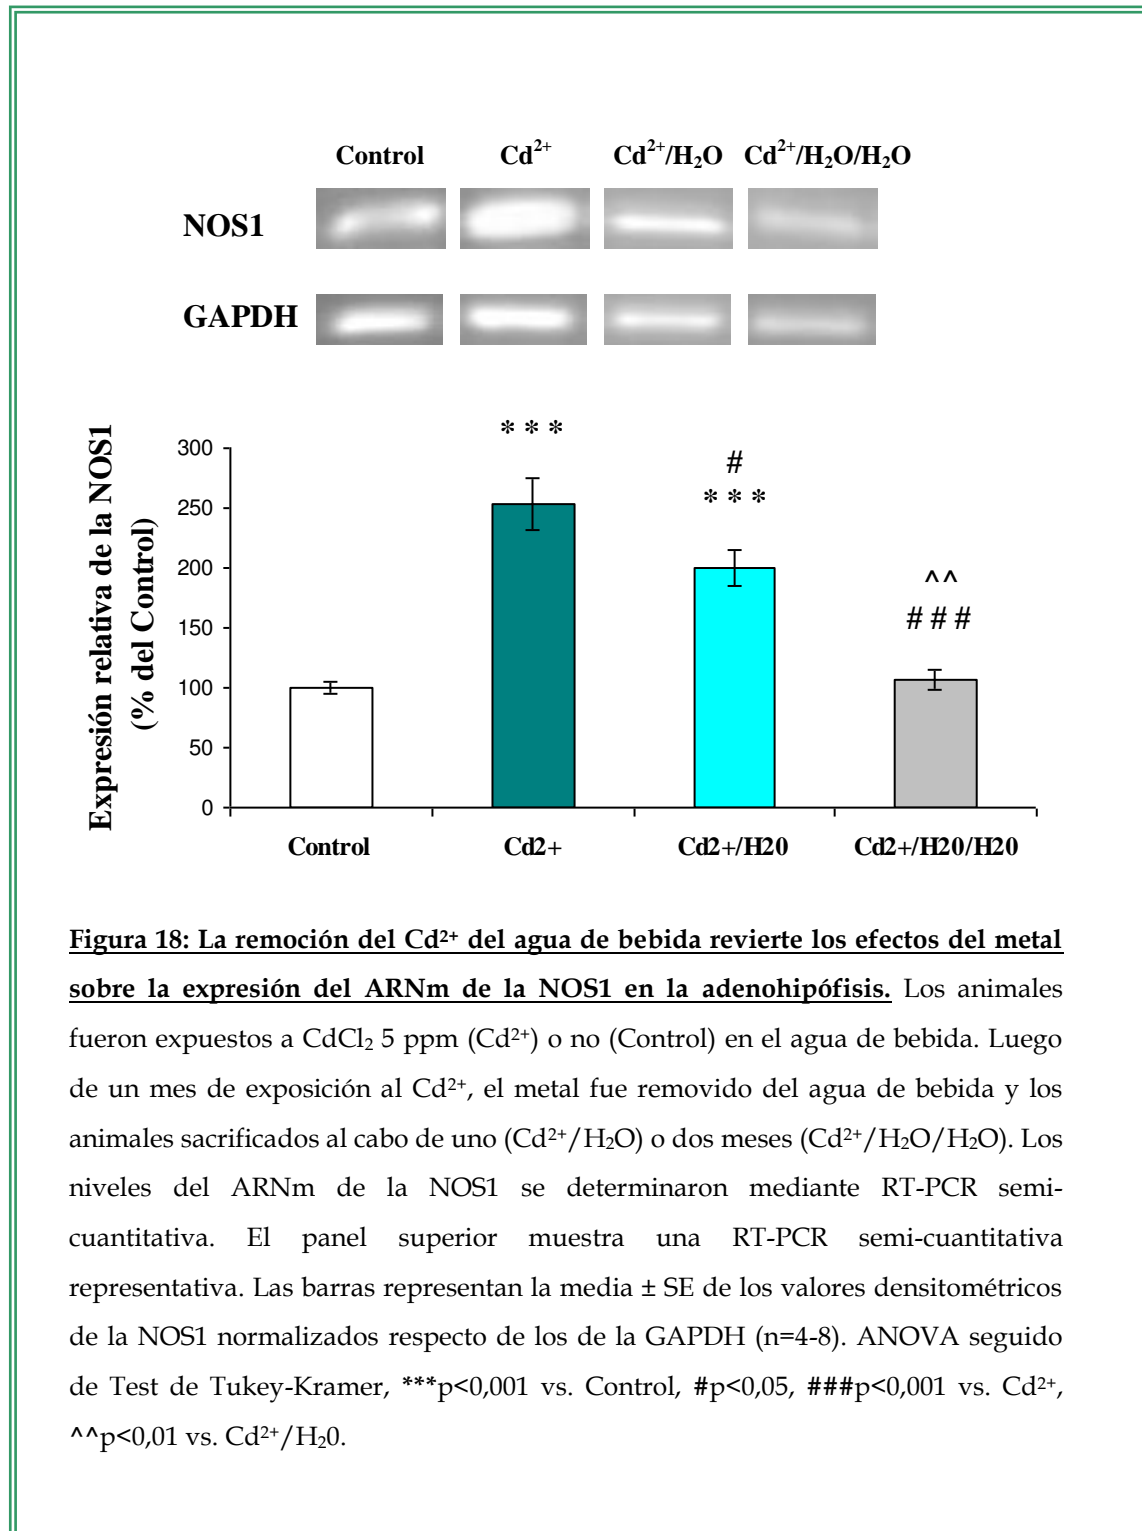 Control Cd²⁺ Cd²⁺/H₂O Cd²⁺/H₂O/H₂O
NOS1
GAPDH
Expresión relativa de la NOS1
(% del Control)
300
250
200
150
100
50
0
* * *
#
* * *
^^
# # #
Control Cd2+ Cd2+/H20 Cd2+/H20/H20
Figura 18: La remoción del Cd²⁺ del agua de bebida revierte los efectos del metal
sobre la expresión del ARNm de la NOS1 en la adenohipófisis. Los animales
fueron expuestos a CdCl₂ 5 ppm (Cd²⁺) o no (Control) en el agua de bebida. Luego
de un mes de exposición al Cd²⁺, el metal fue removido del agua de bebida y los
animales sacrificados al cabo de uno (Cd²⁺/H₂O) o dos meses (Cd²⁺/H₂O/H₂O). Los
niveles del ARNm de la NOS1 se determinaron mediante RT-PCR semi-
cuantitativa. El panel superior muestra una RT-PCR semi-cuantitativa
representativa. Las barras representan la media ± SE de los valores densitométricos
de la NOS1 normalizados respecto de los de la GAPDH (n=4-8). ANOVA seguido
de Test de Tukey-Kramer, ***p<0,001 vs. Control, #p<0,05, ###p<0,001 vs. Cd²⁺,
^^p<0,01 vs. Cd²⁺/H₂0.